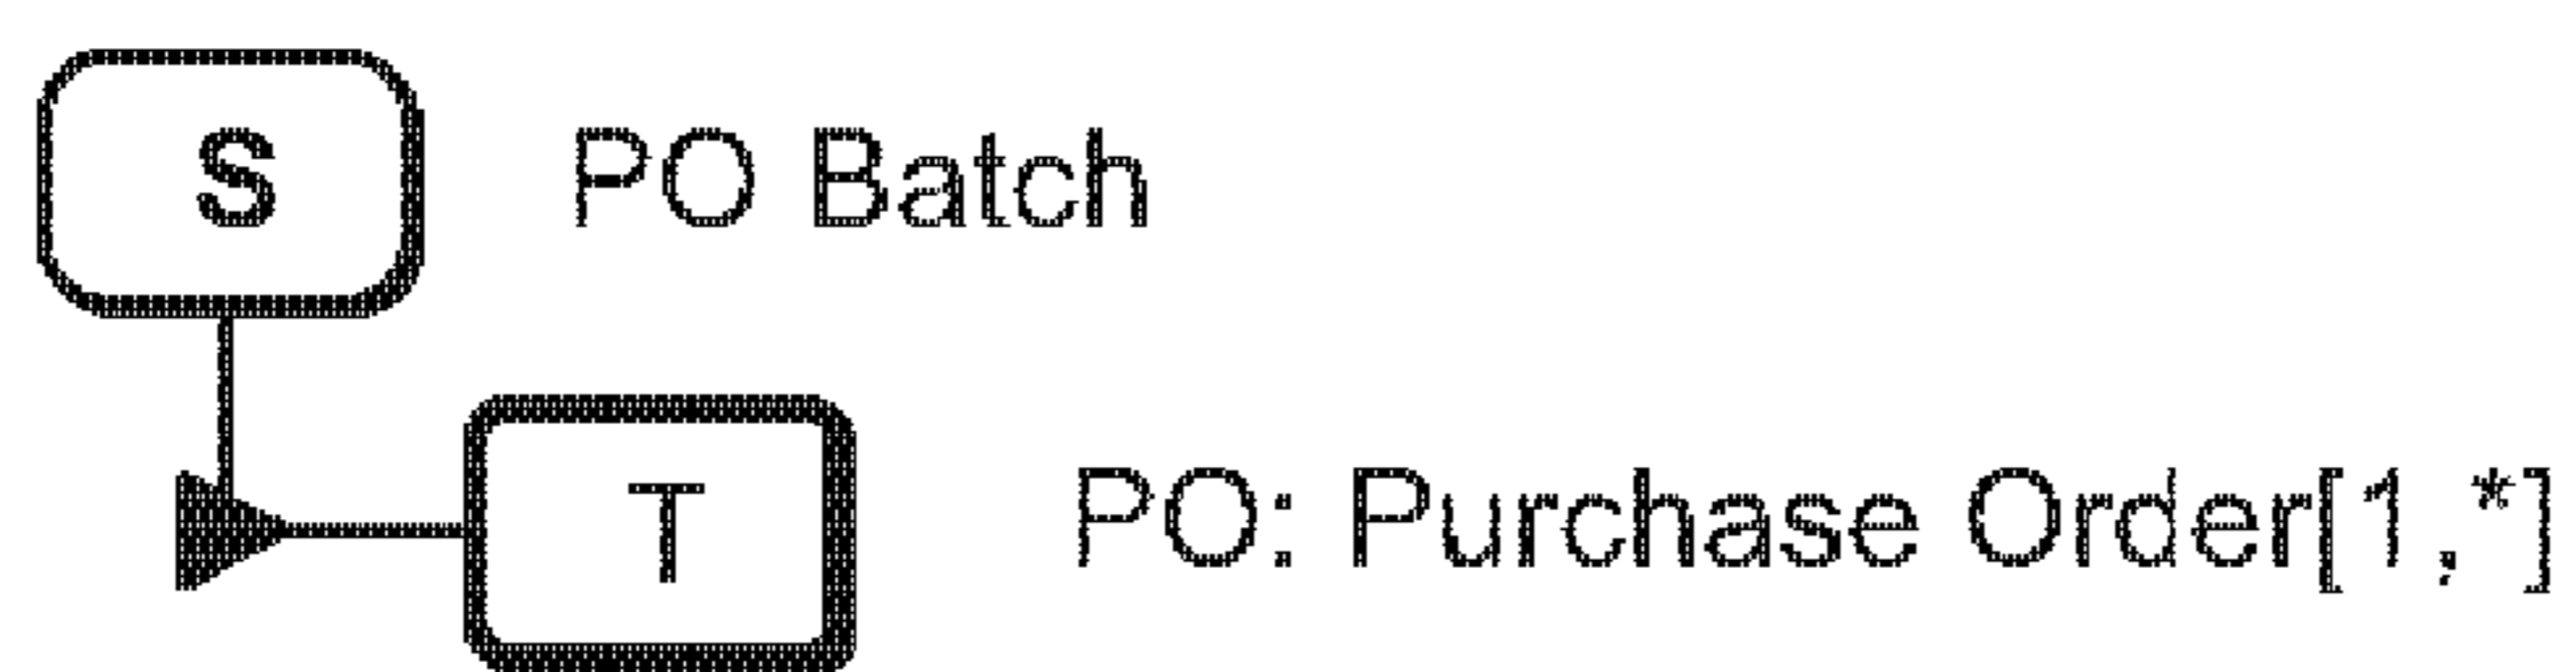 S PO Batch
T PO: Purchase Order[1,*]